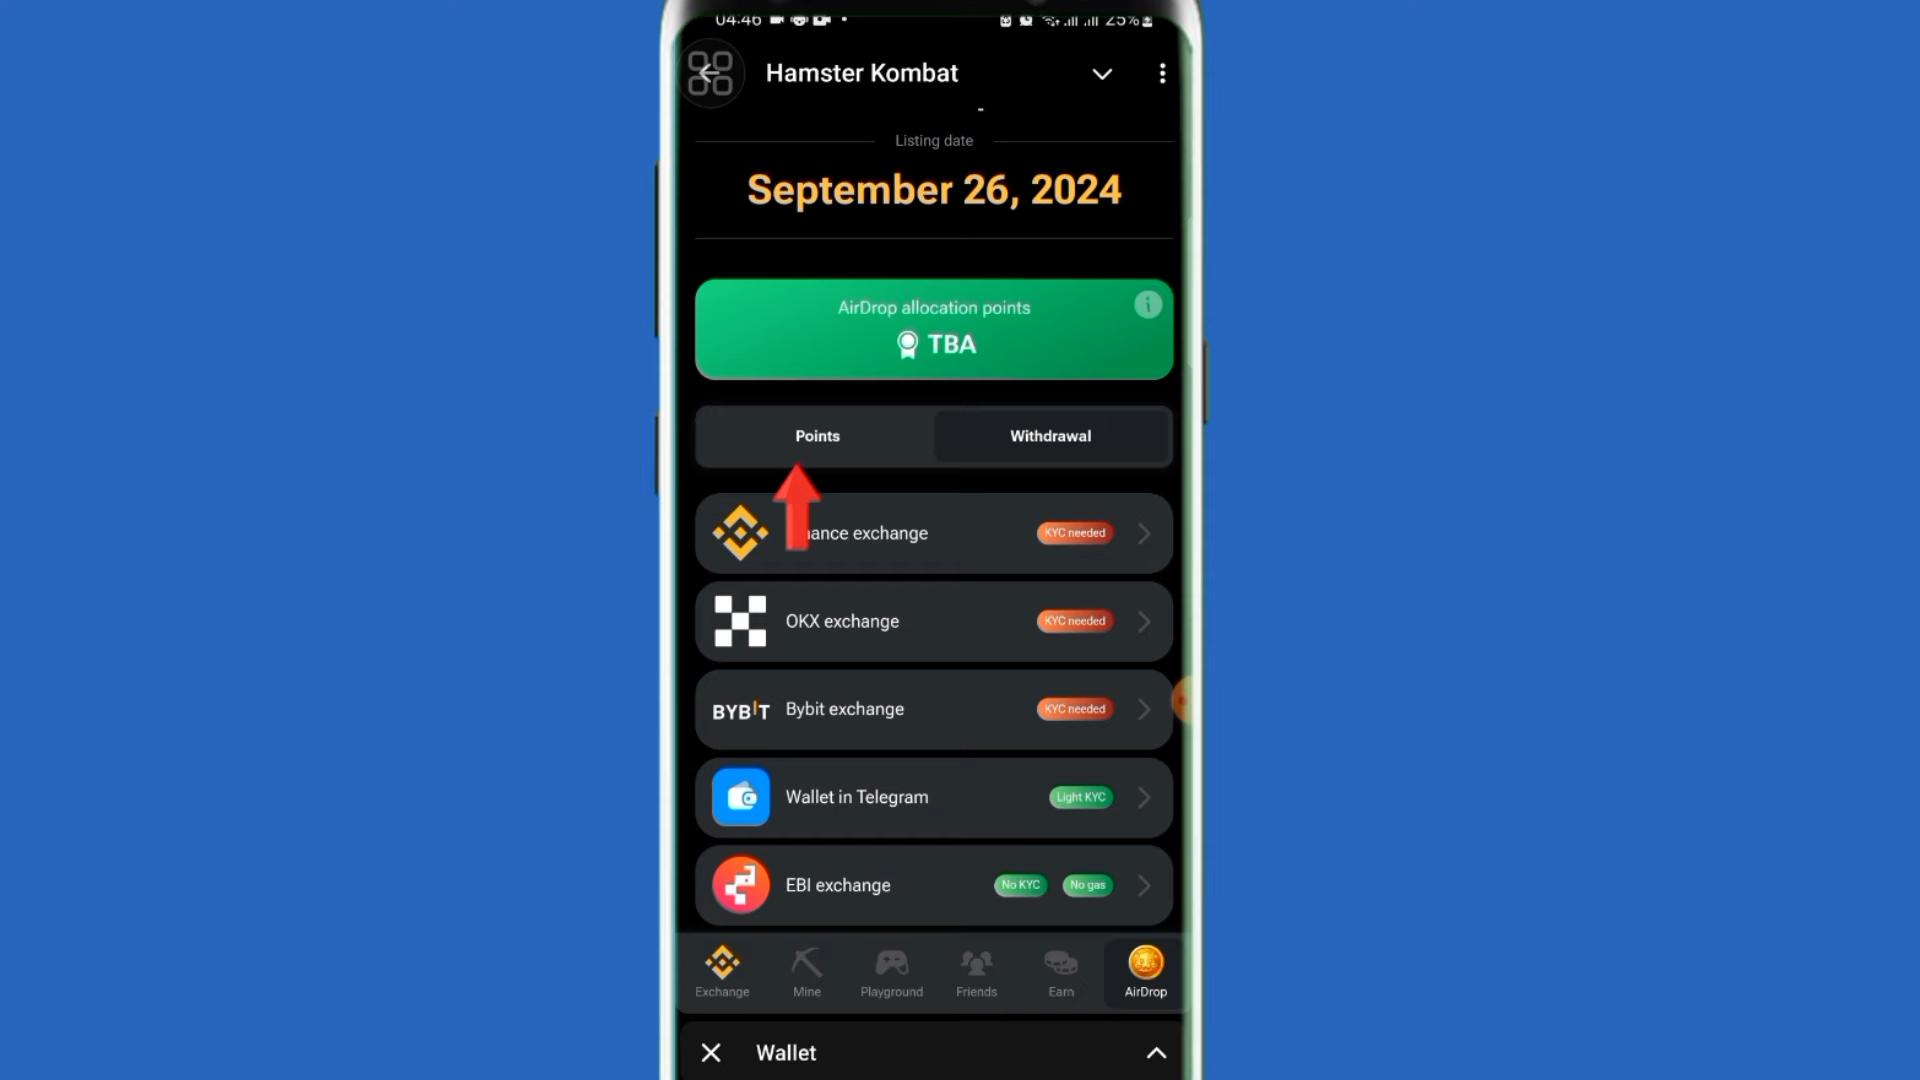 04:46 25%
Hamster Kombat
Listing date
September 26, 2024
AirDrop allocation points
TBA
Points Withdrawal
nance exchange KYC needed
OKX exchange KYC needed
BYBIT Bybit exchange KYC needed
Wallet in Telegram Light KYC
EBI exchange No KYC No gas
Exchange Mine Playground Friends Earn AirDrop
Wallet